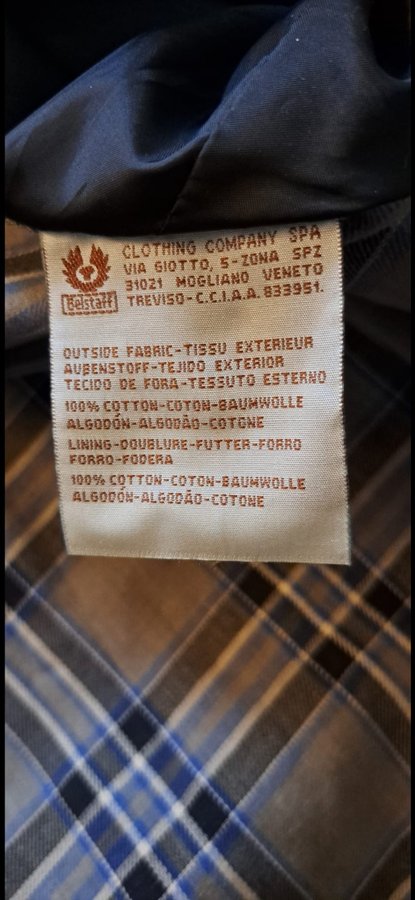 Belstaff
CLOTHING COMPANY SPA
VIA GIOTTO, 5-ZONA SPZ
31021 MOGLIANO VENETO
TREVISO-C.C.I.A.A. 833951.
OUTSIDE FABRIC-TISSU EXTERIEUR
AUßENSTOFF-TEJIDO EXTERIOR
TECIDO DE FORA-TESSUTO ESTERNO
100% COTTON-COTON-BAUMWOLLE
ALGODÓN-ALGODÃO-COTONE
LINING-DOUBLURE-FUTTER-FORRO
FORRO-FODERA
100% COTTON-COTON-BAUMWOLLE
ALGODÓN-ALGODÃO-COTONE